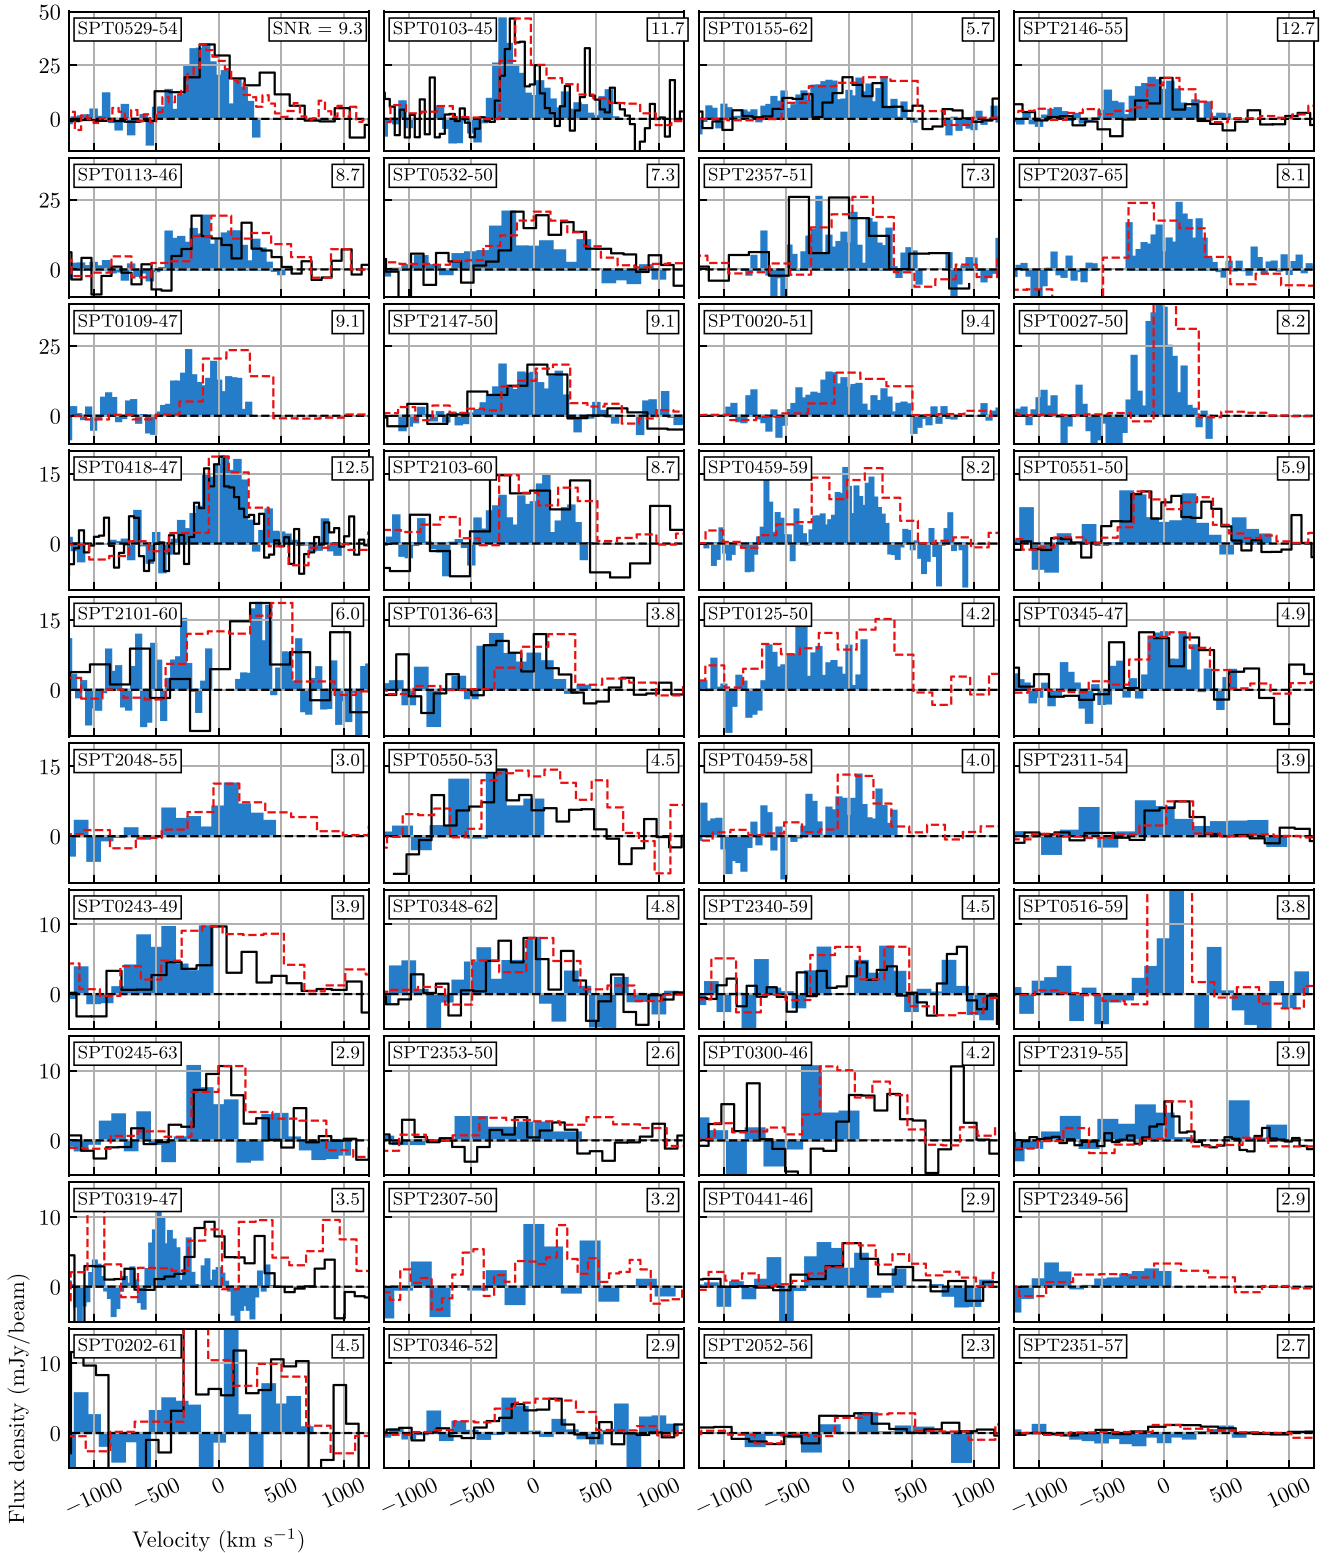 50 SPT0529-54 SNR = 9.3 SPT0103-45 11.7 SPT0155-62 5.7 SPT2146-55 12.7
25
0
SPT0113-46 8.7 SPT0532-50 7.3 SPT2357-51 7.3 SPT2037-65 8.1
25
0
SPT0109-47 9.1 SPT2147-50 9.1 SPT0020-51 9.4 SPT0027-50 8.2
25
0
SPT0418-47 12.5 SPT2103-60 8.7 SPT0459-59 8.2 SPT0551-50 5.9
15
0
SPT2101-60 6.0 SPT0136-63 3.8 SPT0125-50 4.2 SPT0345-47 4.9
15
0
SPT2048-55 3.0 SPT0550-53 4.5 SPT0459-58 4.0 SPT2311-54 3.9
15
0
SPT0243-49 3.9 SPT0348-62 4.8 SPT2340-59 4.5 SPT0516-59 3.8
10
0
SPT0245-63 2.9 SPT2353-50 2.6 SPT0300-46 4.2 SPT2319-55 3.9
10
0
SPT0319-47 3.5 SPT2307-50 3.2 SPT0441-46 2.9 SPT2349-56 2.9
10
0
SPT0202-61 4.5 SPT0346-52 2.9 SPT2052-56 2.3 SPT2351-57 2.7
10
0
−1000 −500 0 500 1000 −1000 −500 0 500 1000 −1000 −500 0 500 1000 −1000 −500 0 500 1000
Velocity (km s⁻¹)
Flux density (mJy/beam)